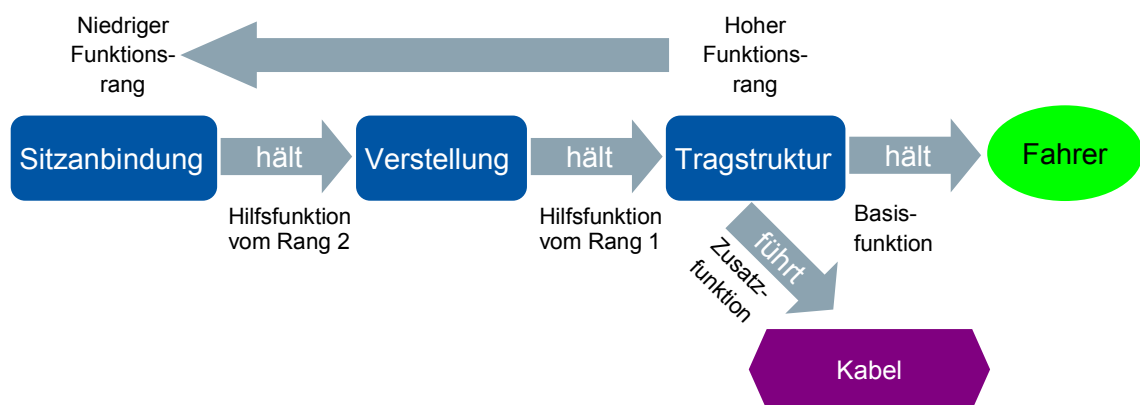 Niedriger
Funktions-
rang
Hoher
Funktions-
rang
Sitzanbindung
hält
Verstellung
hält
Tragstruktur
hält
Fahrer
Hilfsfunktion
vom Rang 2
Hilfsfunktion
vom Rang 1
führt
Zusatz-
funktion
Basis-
funktion
Kabel